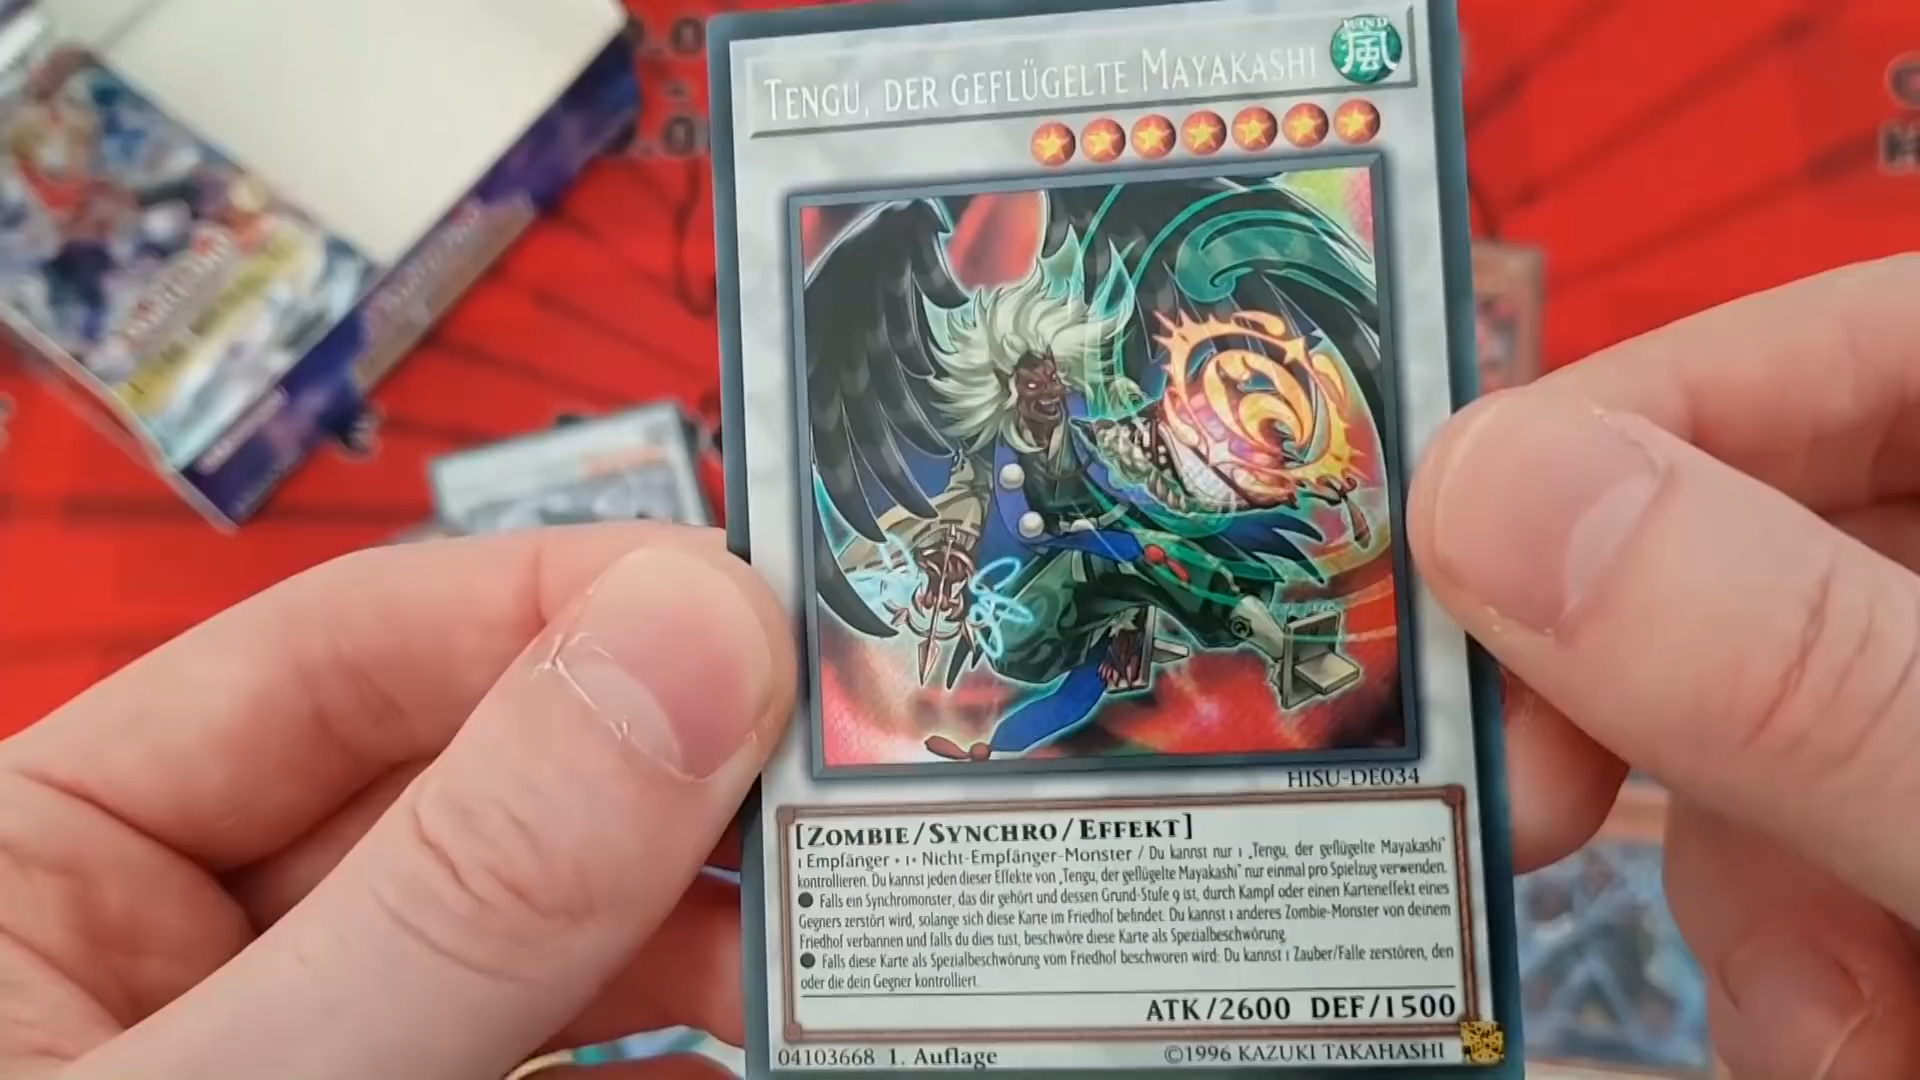 TENGU, DER GEFLÜGELTE MAYAKASHI
WIND
風
HISU-DE034
[ZOMBIE/SYNCHRO/EFFEKT]
1 Empfänger + 1+ Nicht-Empfänger-Monster / Du kannst nur 1 „Tengu, der geflügelte Mayakashi"
kontrollieren. Du kannst jeden dieser Effekte von „Tengu, der geflügelte Mayakashi" nur einmal pro Spielzug verwenden.
● Falls ein Synchromonster, das dir gehört und dessen Grund-Stufe 9 ist, durch Kampf oder einen Karteneffekt eines
Gegners zerstört wird, solange sich diese Karte im Friedhof befindet: Du kannst 1 anderes Zombie-Monster von deinem
Friedhof verbannen und falls du dies tust, beschwöre diese Karte als Spezialbeschwörung.
● Falls diese Karte als Spezialbeschwörung vom Friedhof beschworen wird: Du kannst 1 Zauber/Falle zerstören, den
oder die dein Gegner kontrolliert.
ATK/2600 DEF/1500
04103668 1. Auflage ©1996 KAZUKI TAKAHASHI